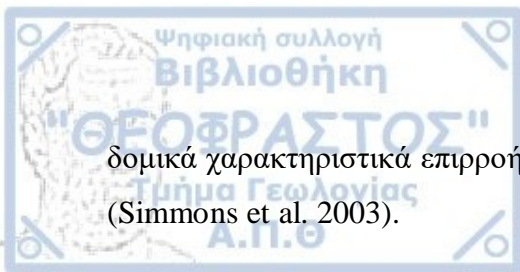 Ψηφιακή συλλογή
Βιβλιοθήκη
"ΘΕΟΦΡΑΣΤΟΣ"
δομικά χαρακτηριστικά επιρροή
Τμήμα Γεωλογίας
(Simmons et al. 2003).
Α.Π.Θ